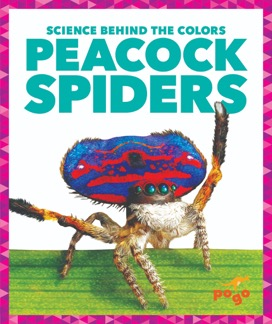 SCIENCE BEHIND THE COLORS
PEACOCK
SPIDERS
pogo